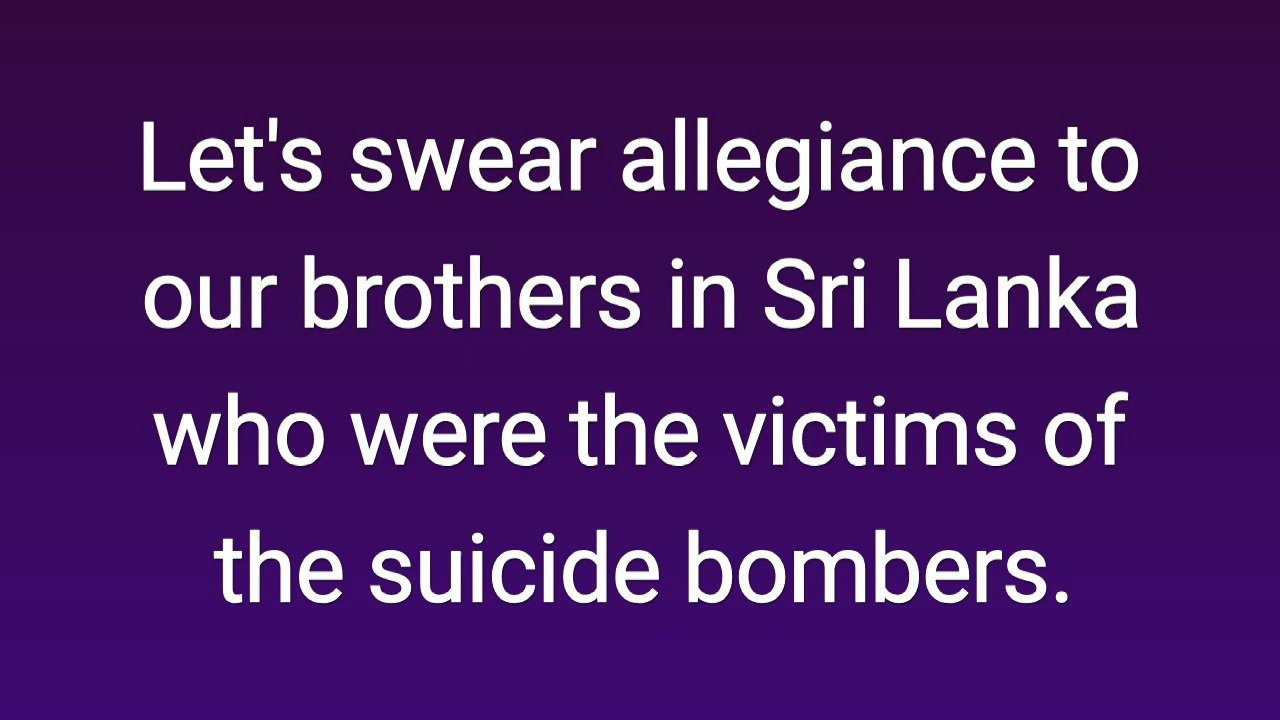 Let's swear allegiance to
our brothers in Sri Lanka
who were the victims of
the suicide bombers.